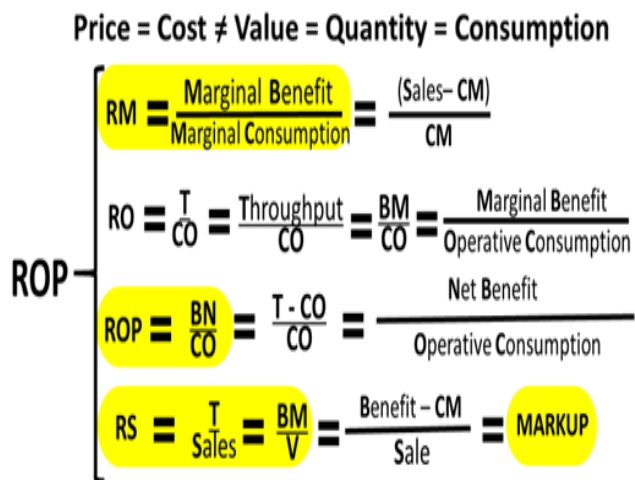 Price = Cost ≠ Value = Quantity = Consumption
RM = Marginal Benefit / Marginal Consumption = (Sales– CM) / CM
RO = T / CO = Throughput / CO = BM / CO = Marginal Benefit / Operative Consumption
ROP
ROP = BN / CO = T - CO / CO = Net Benefit / Operative Consumption
RS = T / Sales = BM / V = Benefit – CM / Sale = MARKUP